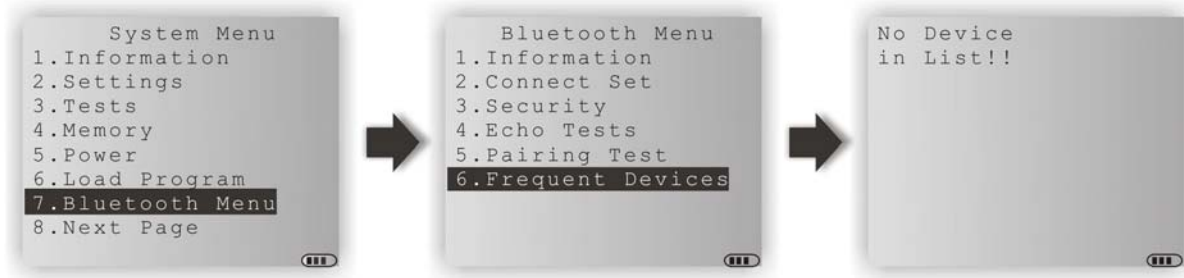 System Menu
1.Information
2.Settings
3.Tests
4.Memory
5.Power
6.Load Program
7.Bluetooth Menu
8.Next Page
Bluetooth Menu
1.Information
2.Connect Set
3.Security
4.Echo Tests
5.Pairing Test
6.Frequent Devices
No Device
in List!!